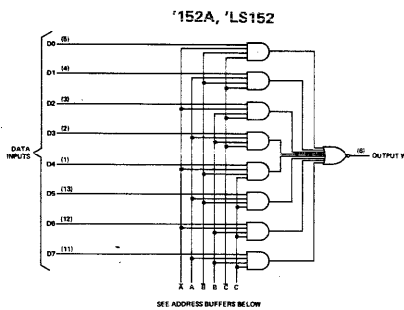 '152A, 'LS152
D0 (5)
D1 (4)
D2 (3)
D3 (2)
D4 (1)
D5 (13)
D6 (12)
D7 (11)
DATA
INPUTS
(6)
OUTPUT W
A̅ A B̅ B C̅ C
SEE ADDRESS BUFFERS BELOW